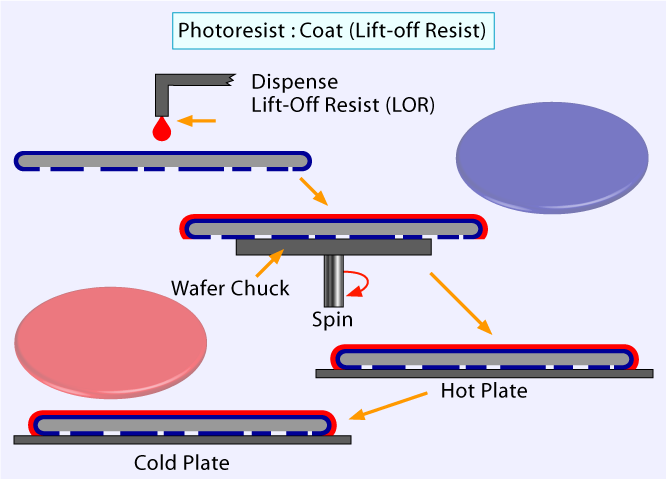 Photoresist : Coat (Lift-off Resist)
Dispense
Lift-Off Resist (LOR)
Wafer Chuck
Spin
Hot Plate
Cold Plate